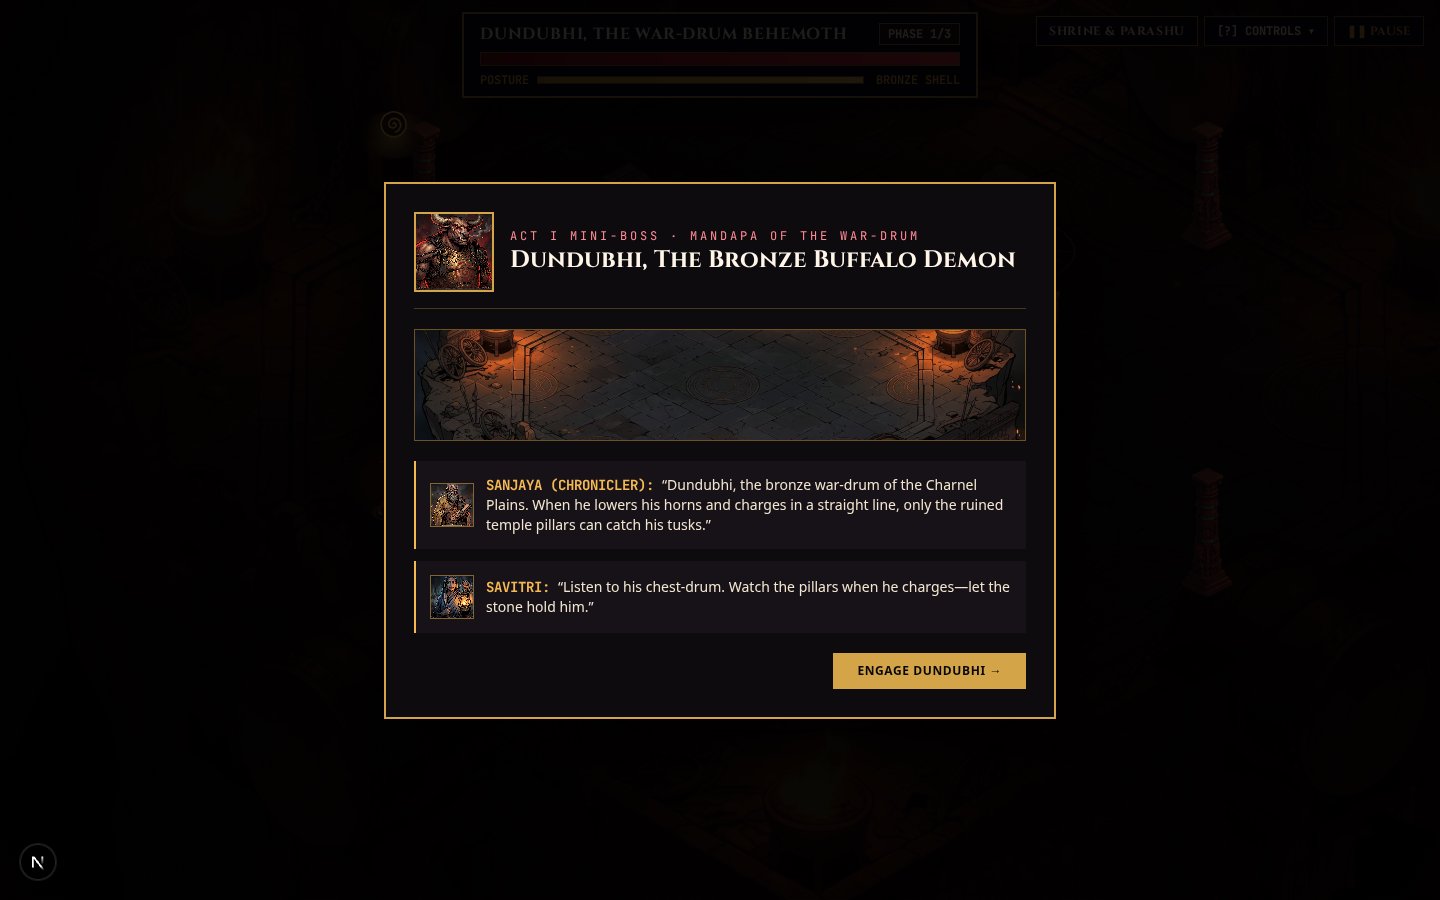 DUNDUBHI, THE WAR-DRUM BEHEMOTH
PHASE 1/3
POSTURE
BRONZE SHELL
SHRINE & PARASHU
[?] CONTROLS ▾
❚❚ PAUSE
ACT I MINI-BOSS · MANDAPA OF THE WAR-DRUM
Dundubhi, The Bronze Buffalo Demon
SANJAYA (CHRONICLER): “Dundubhi, the bronze war-drum of the Charnel
Plains. When he lowers his horns and charges in a straight line, only the ruined
temple pillars can catch his tusks.”
SAVITRI: “Listen to his chest-drum. Watch the pillars when he charges—let the
stone hold him.”
ENGAGE DUNDUBHI →
N